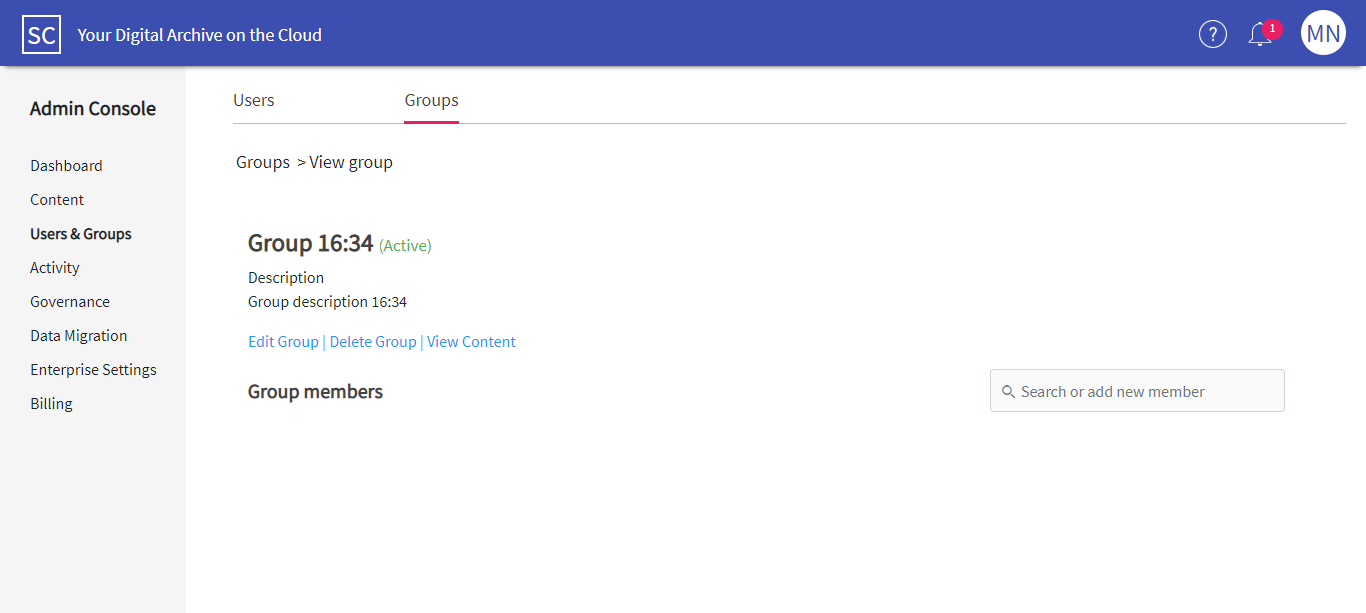 SC Your Digital Archive on the Cloud ? 1 MN
Admin Console
Users Groups
Groups > View group
Dashboard
Content
Users & Groups
Activity
Governance
Data Migration
Enterprise Settings
Billing
Group 16:34 (Active)
Description
Group description 16:34
Edit Group | Delete Group | View Content
Group members
Search or add new member